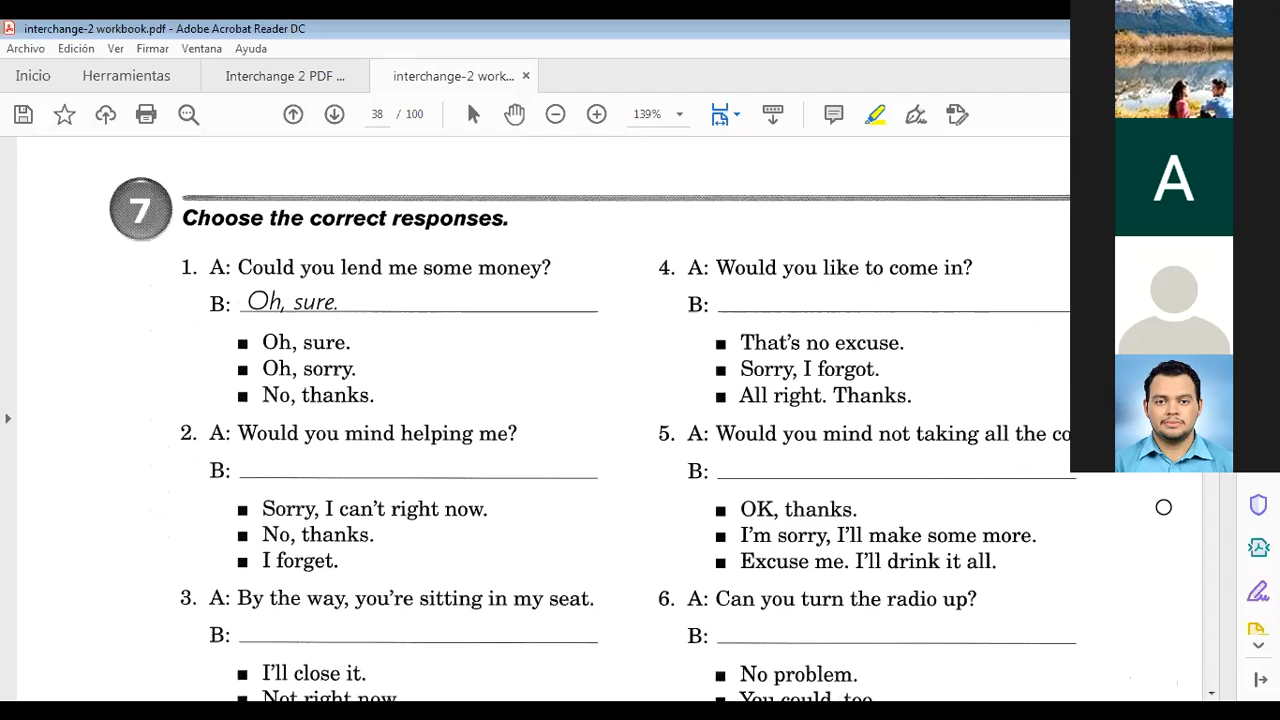 interchange-2 workbook.pdf - Adobe Acrobat Reader DC
Archivo Edición Ver Firmar Ventana Ayuda
Inicio Herramientas Interchange 2 PDF ... interchange-2 work... ×
38 / 100 139%
7
Choose the correct responses.
1. A: Could you lend me some money?
B: Oh, sure.
■ Oh, sure.
■ Oh, sorry.
■ No, thanks.
2. A: Would you mind helping me?
B:
■ Sorry, I can't right now.
■ No, thanks.
■ I forget.
3. A: By the way, you're sitting in my seat.
B:
■ I'll close it.
■ Not right now.
4. A: Would you like to come in?
B:
■ That's no excuse.
■ Sorry, I forgot.
■ All right. Thanks.
5. A: Would you mind not taking all the co
B:
■ OK, thanks.
■ I'm sorry, I'll make some more.
■ Excuse me. I'll drink it all.
6. A: Can you turn the radio up?
B:
■ No problem.
■ You could, too.
A